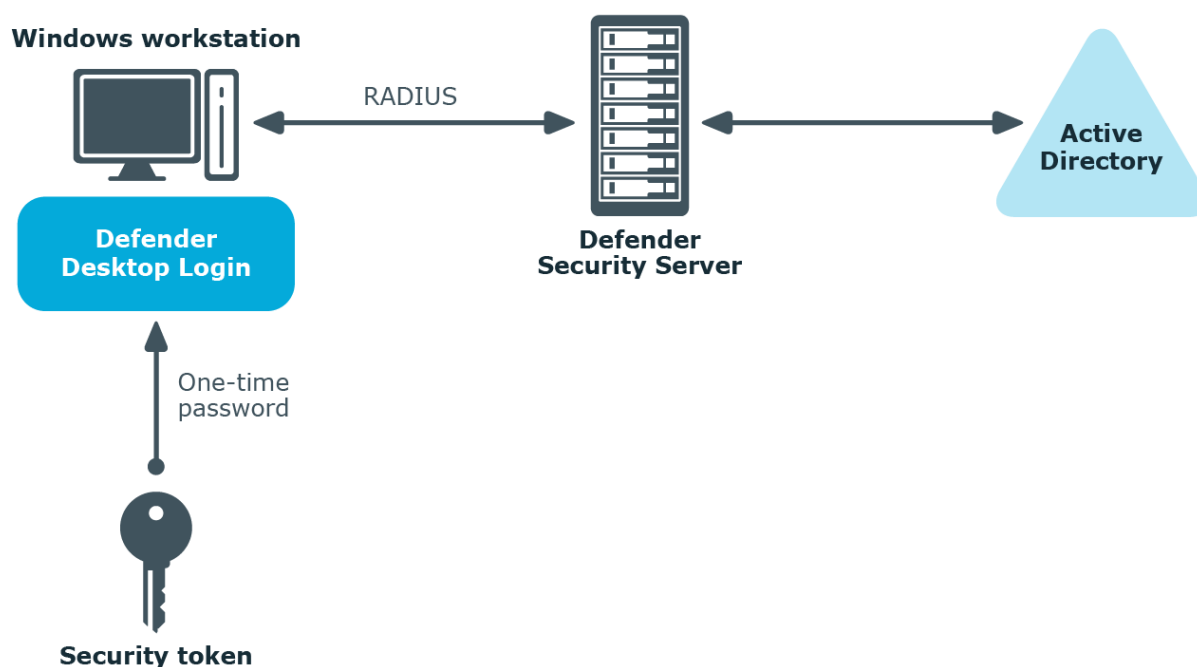 Windows workstation
RADIUS
Active
Directory
Defender
Desktop Login
Defender
Security Server
One-time
password
Security token